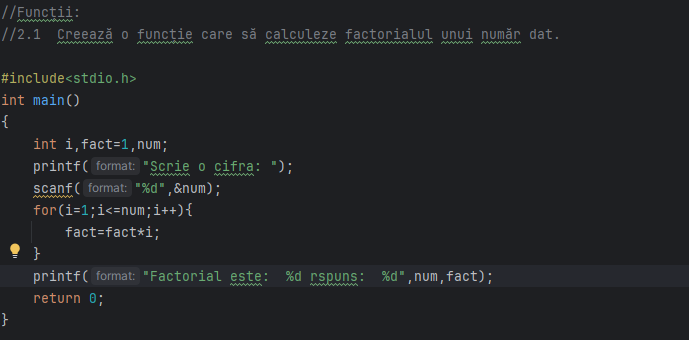 //Funcții:
//2.1  Creează o funcție care să calculeze factorialul unui număr dat.
#include<stdio.h>
int main()
{
    int i,fact=1,num;
    printf( format: "Scrie o cifra: ");
    scanf( format: "%d",&num);
    for(i=1;i<=num;i++){
        fact=fact*i;
    }
    printf( format: "Factorial este:  %d rspuns:  %d",num,fact);
    return 0;
}